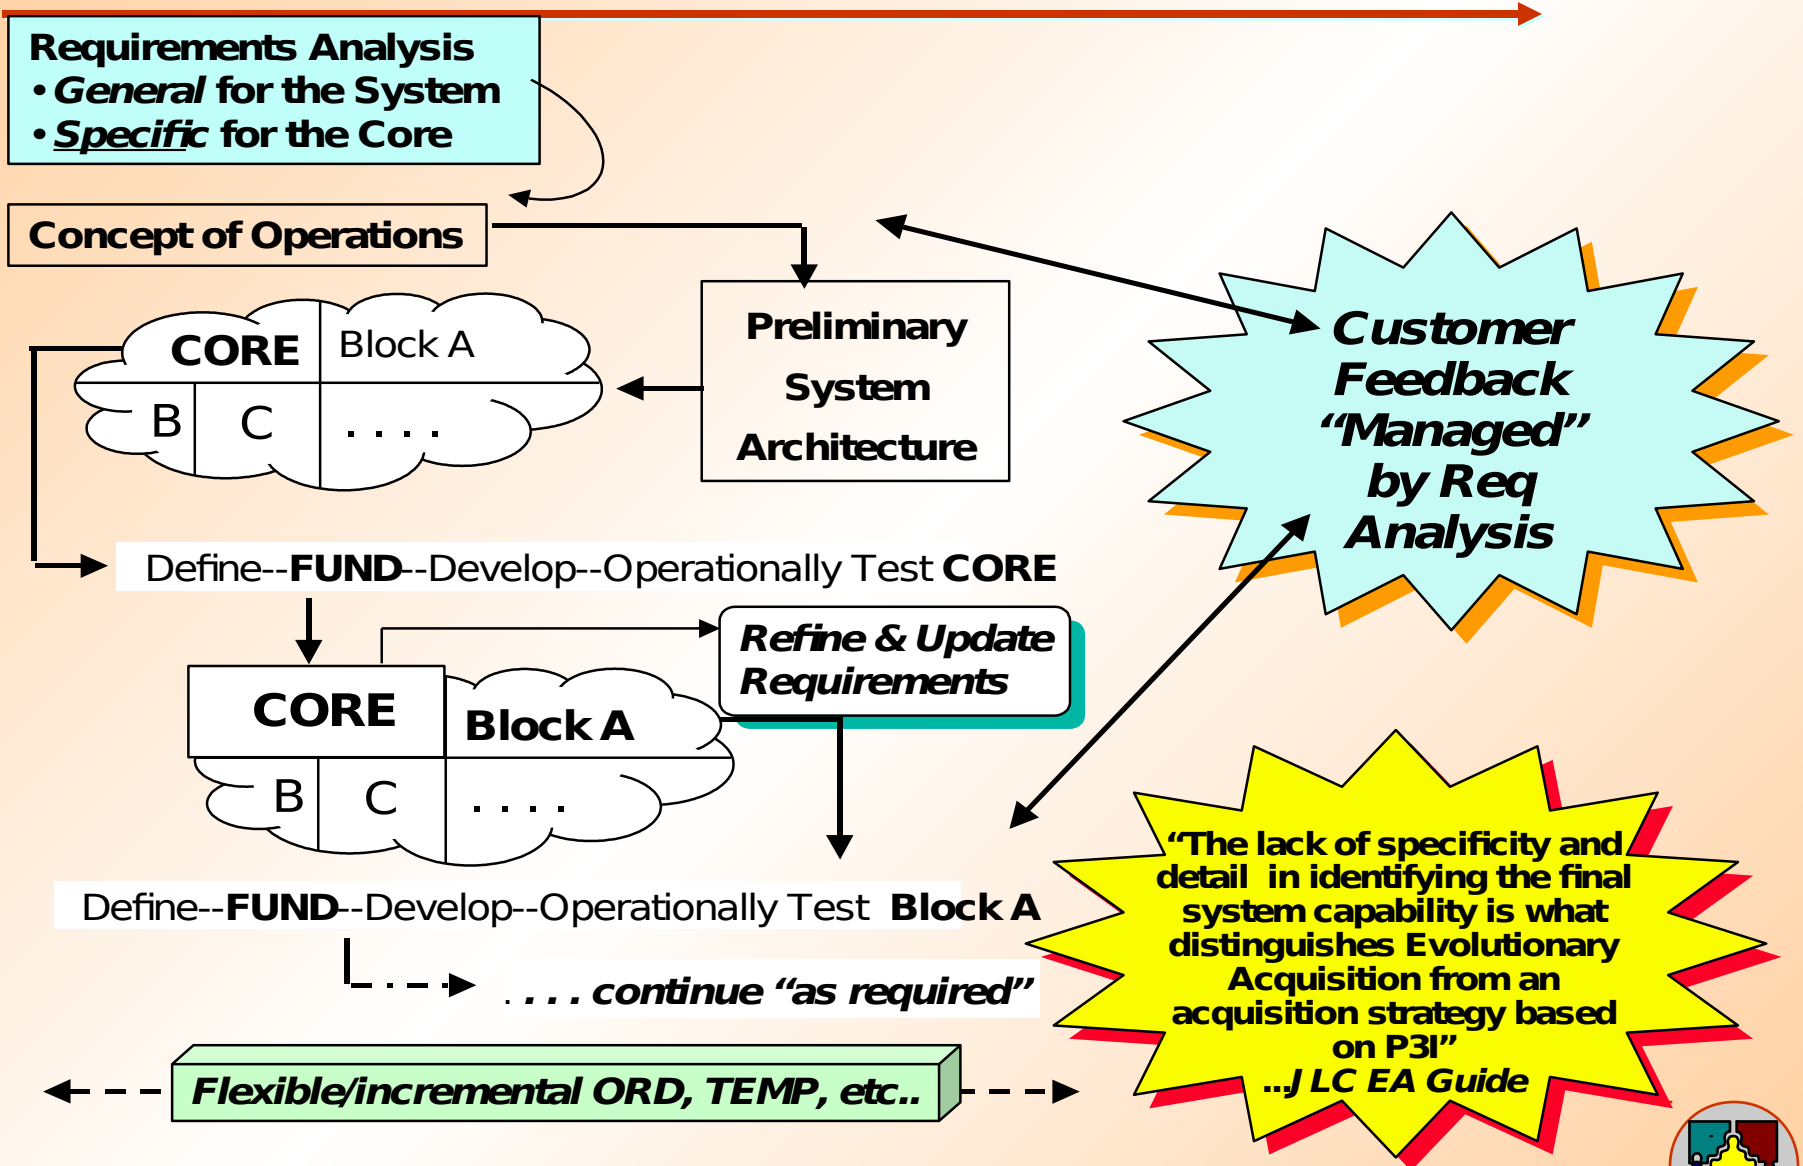 Requirements Analysis
• General for the System
• Specific for the Core
Concept of Operations
Preliminary
System
Architecture
CORE
Block A
B
C
. . . .
Customer
Feedback
“Managed”
by Req
Analysis
Define--FUND--Develop--Operationally Test CORE
Refine & Update
Requirements
CORE
Block A
B
C
. . . .
Define--FUND--Develop--Operationally Test Block A
. . . . continue “as required”
“The lack of specificity and
detail in identifying the final
system capability is what
distinguishes Evolutionary
Acquisition from an
acquisition strategy based
on P3I”
...JLC EA Guide
Flexible/incremental ORD, TEMP, etc..